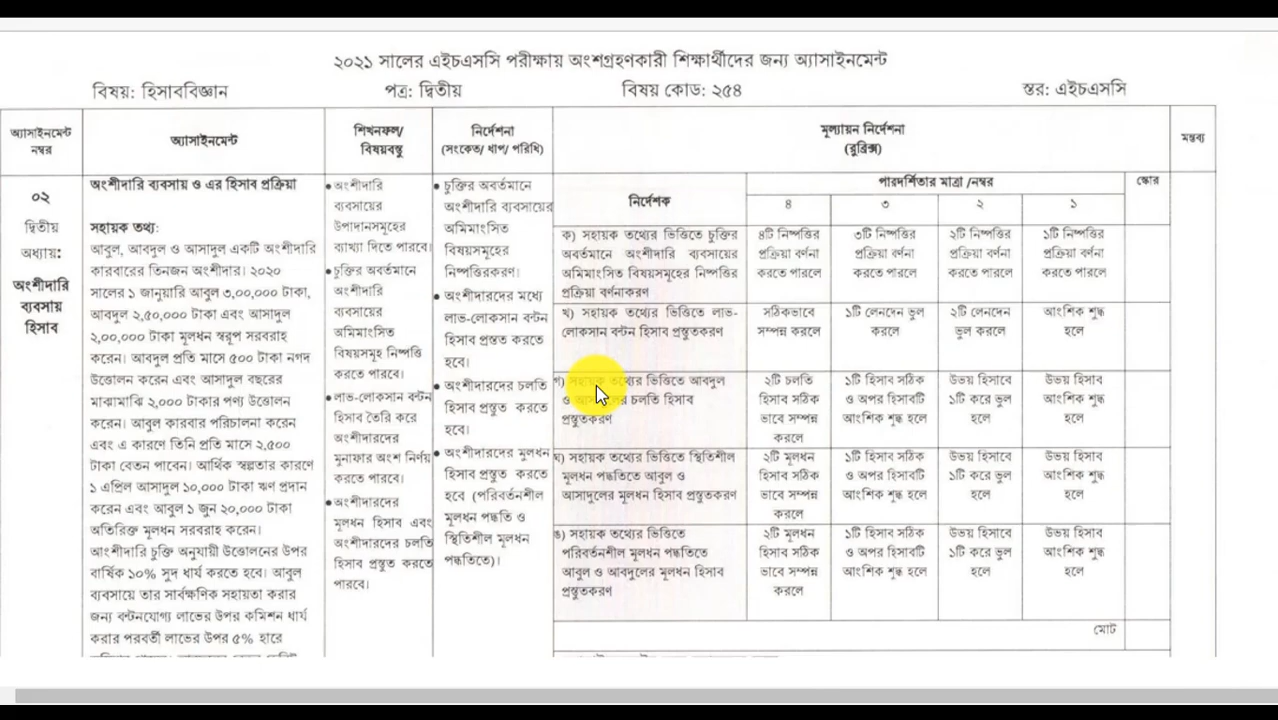 ২০২১ সালের এইচএসসি পরীক্ষায় অংশগ্রহণকারী শিক্ষার্থীদের জন্য অ্যাসাইনমেন্ট
বিষয়: হিসাববিজ্ঞান পত্র: দ্বিতীয় বিষয় কোড: ২৫৪ স্তর: এইচএসসি
অ্যাসাইনমেন্ট
নম্বর
অ্যাসাইনমেন্ট
শিখনফল/
বিষয়বস্তু
নির্দেশনা
(সংকেত/ ধাপ/ পরিধি)
মূল্যায়ন নির্দেশনা
(রুব্রিক্স)
মন্তব্য
০২
দ্বিতীয়
অধ্যায়:
অংশীদারি
ব্যবসায়
হিসাব
অংশীদারি ব্যবসায় ও এর হিসাব প্রক্রিয়া
সহায়ক তথ্য:
আবুল, আবদুল ও আসাদুল একটি অংশীদারি
কারবারের তিনজন অংশীদার। ২০২০
সালের ১ জানুয়ারি আবুল ৩,০০,০০০ টাকা,
আবদুল ২,৫০,০০০ টাকা এবং আসাদুল
২,০০,০০০ টাকা মূলধন স্বরূপ সরবরাহ
করেন। আবদুল প্রতি মাসে ৫০০ টাকা নগদ
উত্তোলন করেন এবং আসাদুল বছরের
মাঝামাঝি ২,০০০ টাকার পণ্য উত্তোলন
করেন। আবুল কারবার পরিচালনা করেন
এবং এ কারণে তিনি প্রতি মাসে ২,৫০০
টাকা বেতন পাবেন। আর্থিক স্বল্পতার কারণে
১ এপ্রিল আসাদুল ১০,০০০ টাকা ঋণ প্রদান
করেন এবং আবুল ১ জুন ২০,০০০ টাকা
অতিরিক্ত মূলধন সরবরাহ করেন।
আংশীদারি চুক্তি অনুযায়ী উত্তোলনের উপর
বার্ষিক ১০% সুদ ধার্য করতে হবে। আবুল
ব্যবসায়ে তার সার্বক্ষণিক সহায়তা করার
জন্য বণ্টনযোগ্য লাভের উপর কমিশন ধার্য
করার পরবর্তী লাভের উপর ৫% হারে
• অংশীদারি
ব্যবসায়ের
উপাদানসমূহের
ব্যাখ্যা দিতে পারবে।
• চুক্তির অবর্তমানে
অংশীদারি
ব্যবসায়ের
অমিমাংসিত
বিষয়সমূহ নিষ্পত্তি
করতে পারবে।
• লাভ-লোকসান বণ্টন
হিসাব তৈরি করে
অংশীদারদের
মুনাফার অংশ নির্ণয়
করতে পারবে।
• অংশীদারদের
মূলধন হিসাব এবং
অংশীদারদের চলতি
হিসাব প্রস্তুত করতে
পারবে।
• চুক্তির অবর্তমানে
অংশীদারি ব্যবসায়ের
অমিমাংসিত
বিষয়সমূহের
নিষ্পত্তিকরণ।
• অংশীদারদের মধ্যে
লাভ-লোকসান বন্টন
হিসাব প্রস্তুত করতে
হবে।
• অংশীদারদের চলতি
হিসাব প্রস্তুত করতে
হবে।
• অংশীদারদের মূলধন
হিসাব প্রস্তুত করতে
হবে (পরিবর্তনশীল
মূলধন পদ্ধতি ও
স্থিতিশীল মূলধন
পদ্ধতিতে)।
নির্দেশক
পারদর্শিতার মাত্রা /নম্বর
স্কোর
৪ ৩ ২ ১
ক) সহায়ক তথ্যের ভিত্তিতে চুক্তির
অবর্তমানে অংশীদারি ব্যবসায়ের
অমিমাংসিত বিষয়সমূহের নিষ্পত্তির
প্রক্রিয়া বর্ণনাকরণ
৪টি নিষ্পত্তির
প্রক্রিয়া বর্ণনা
করতে পারলে
৩টি নিষ্পত্তির
প্রক্রিয়া বর্ণনা
করতে পারলে
২টি নিষ্পত্তির
প্রক্রিয়া বর্ণনা
করতে পারলে
১টি নিষ্পত্তির
প্রক্রিয়া বর্ণনা
করতে পারলে
খ) সহায়ক তথ্যের ভিত্তিতে লাভ-
লোকসান বণ্টন হিসাব প্রস্তুতকরণ
সঠিকভাবে
সম্পন্ন করলে
১টি লেনদেন ভুল
করলে
২টি লেনদেন
ভুল করলে
আংশিক শুদ্ধ
হলে
গ) সহায়ক তথ্যের ভিত্তিতে আবদুল
ও আসাদুলের চলতি হিসাব
প্রস্তুতকরণ
২টি চলতি
হিসাব সঠিক
ভাবে সম্পন্ন
করলে
১টি হিসাব সঠিক
ও অপর হিসাবটি
আংশিক শুদ্ধ হলে
উভয় হিসাবে
১টি করে ভুল
হলে
উভয় হিসাব
আংশিক শুদ্ধ
হলে
ঘ) সহায়ক তথ্যের ভিত্তিতে স্থিতিশীল
মূলধন পদ্ধতিতে আবুল ও
আসাদুলের মূলধন হিসাব প্রস্তুতকরণ
২টি মূলধন
হিসাব সঠিক
ভাবে সম্পন্ন
করলে
১টি হিসাব সঠিক
ও অপর হিসাবটি
আংশিক শুদ্ধ হলে
উভয় হিসাবে
১টি করে ভুল
হলে
উভয় হিসাব
আংশিক শুদ্ধ
হলে
ঙ) সহায়ক তথ্যের ভিত্তিতে
পরিবর্তনশীল মূলধন পদ্ধতিতে
আবুল ও আবদুলের মূলধন হিসাব
প্রস্তুতকরণ
২টি মূলধন
হিসাব সঠিক
ভাবে সম্পন্ন
করলে
১টি হিসাব সঠিক
ও অপর হিসাবটি
আংশিক শুদ্ধ হলে
উভয় হিসাবে
১টি করে ভুল
হলে
উভয় হিসাব
আংশিক শুদ্ধ
হলে
মোট